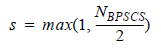 s = max(1, N_BPSCS / 2)